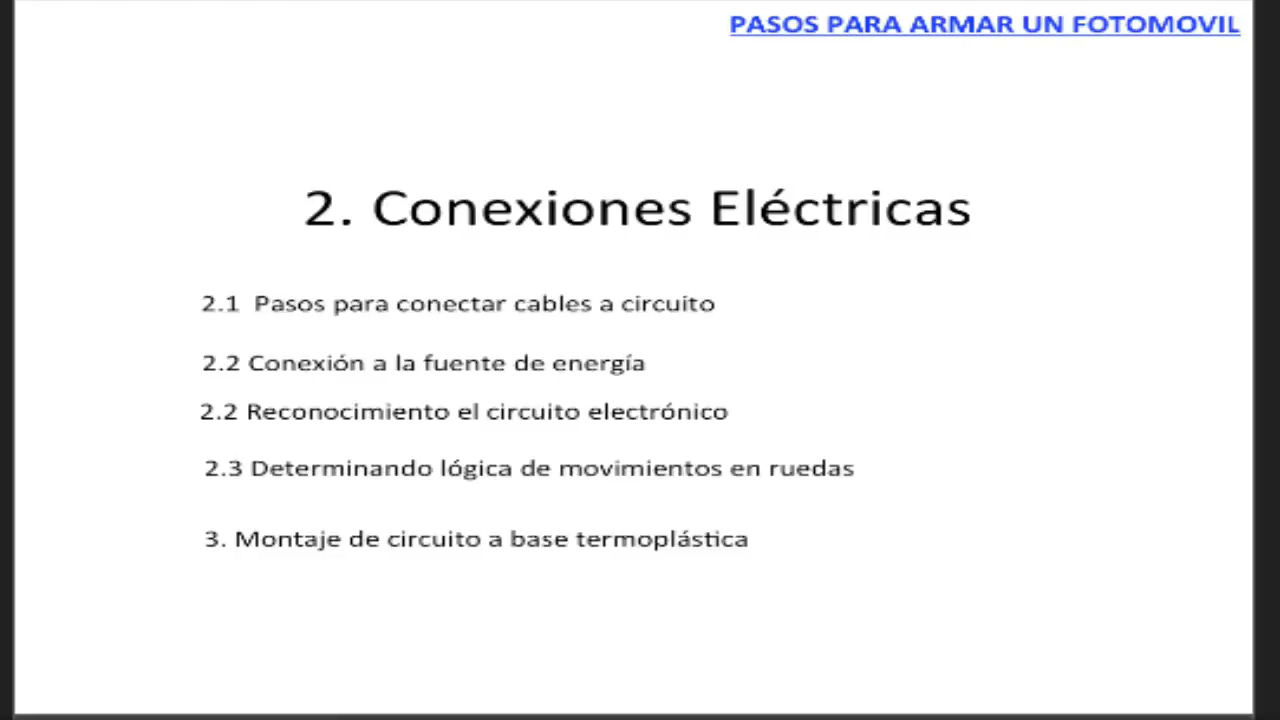 PASOS PARA ARMAR UN FOTOMOVIL
2. Conexiones Eléctricas
2.1 Pasos para conectar cables a circuito
2.2 Conexión a la fuente de energía
2.2 Reconocimiento el circuito electrónico
2.3 Determinando lógica de movimientos en ruedas
3. Montaje de circuito a base termoplástica